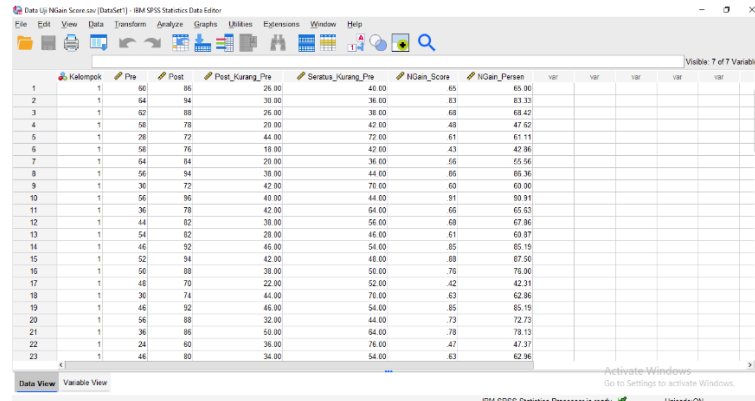 Data Uji NGain Score.sav [DataSet1] - IBM SPSS Statistics Data Editor
File Edit View Data Transform Analyze Graphs Utilities Extensions Window Help
Visible: 7 of 7 Variabl
Kelompok Pre Post Post_Kurang_Pre Seratus_Kurang_Pre NGain_Score NGain_Persen var var var var var
1 1 60 86 26.00 40.00 .65 65.00
2 1 64 94 30.00 36.00 .83 83.33
3 1 62 88 26.00 38.00 .68 68.42
4 1 58 78 20.00 42.00 .48 47.62
5 1 28 72 44.00 72.00 .61 61.11
6 1 58 76 18.00 42.00 .43 42.86
7 1 64 84 20.00 36.00 .56 55.56
8 1 56 94 38.00 44.00 .86 86.36
9 1 30 72 42.00 70.00 .60 60.00
10 1 56 96 40.00 44.00 .91 90.91
11 1 36 78 42.00 64.00 .66 65.63
12 1 44 82 38.00 56.00 .68 67.86
13 1 54 82 28.00 46.00 .61 60.87
14 1 46 92 46.00 54.00 .85 85.19
15 1 52 94 42.00 48.00 .88 87.50
16 1 50 88 38.00 50.00 .76 76.00
17 1 48 70 22.00 52.00 .42 42.31
18 1 30 74 44.00 70.00 .63 62.86
19 1 46 92 46.00 54.00 .85 85.19
20 1 56 88 32.00 44.00 .73 72.73
21 1 36 86 50.00 64.00 .78 78.13
22 1 24 60 36.00 76.00 .47 47.37
23 1 46 80 34.00 54.00 .63 62.96
Activate Windows
Data View Variable View Go to Settings to activate Windows.
IBM SPSS Statistics Processor is ready Unicode:ON